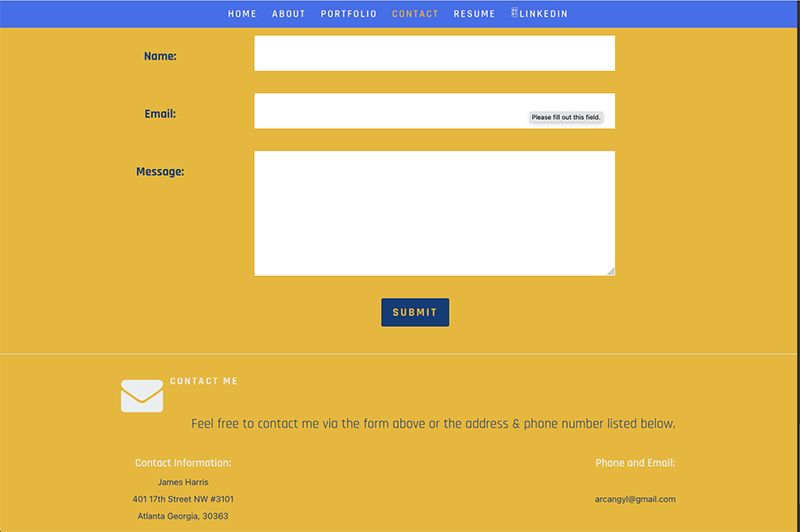 HOME ABOUT PORTFOLIO CONTACT RESUME LINKEDIN
Name:
Email:
Please fill out this field.
Message:
SUBMIT
CONTACT ME
Feel free to contact me via the form above or the address & phone number listed below.
Contact Information:
James Harris
401 17th Street NW #3101
Atlanta Georgia, 30363
Phone and Email:
arcangyl@gmail.com